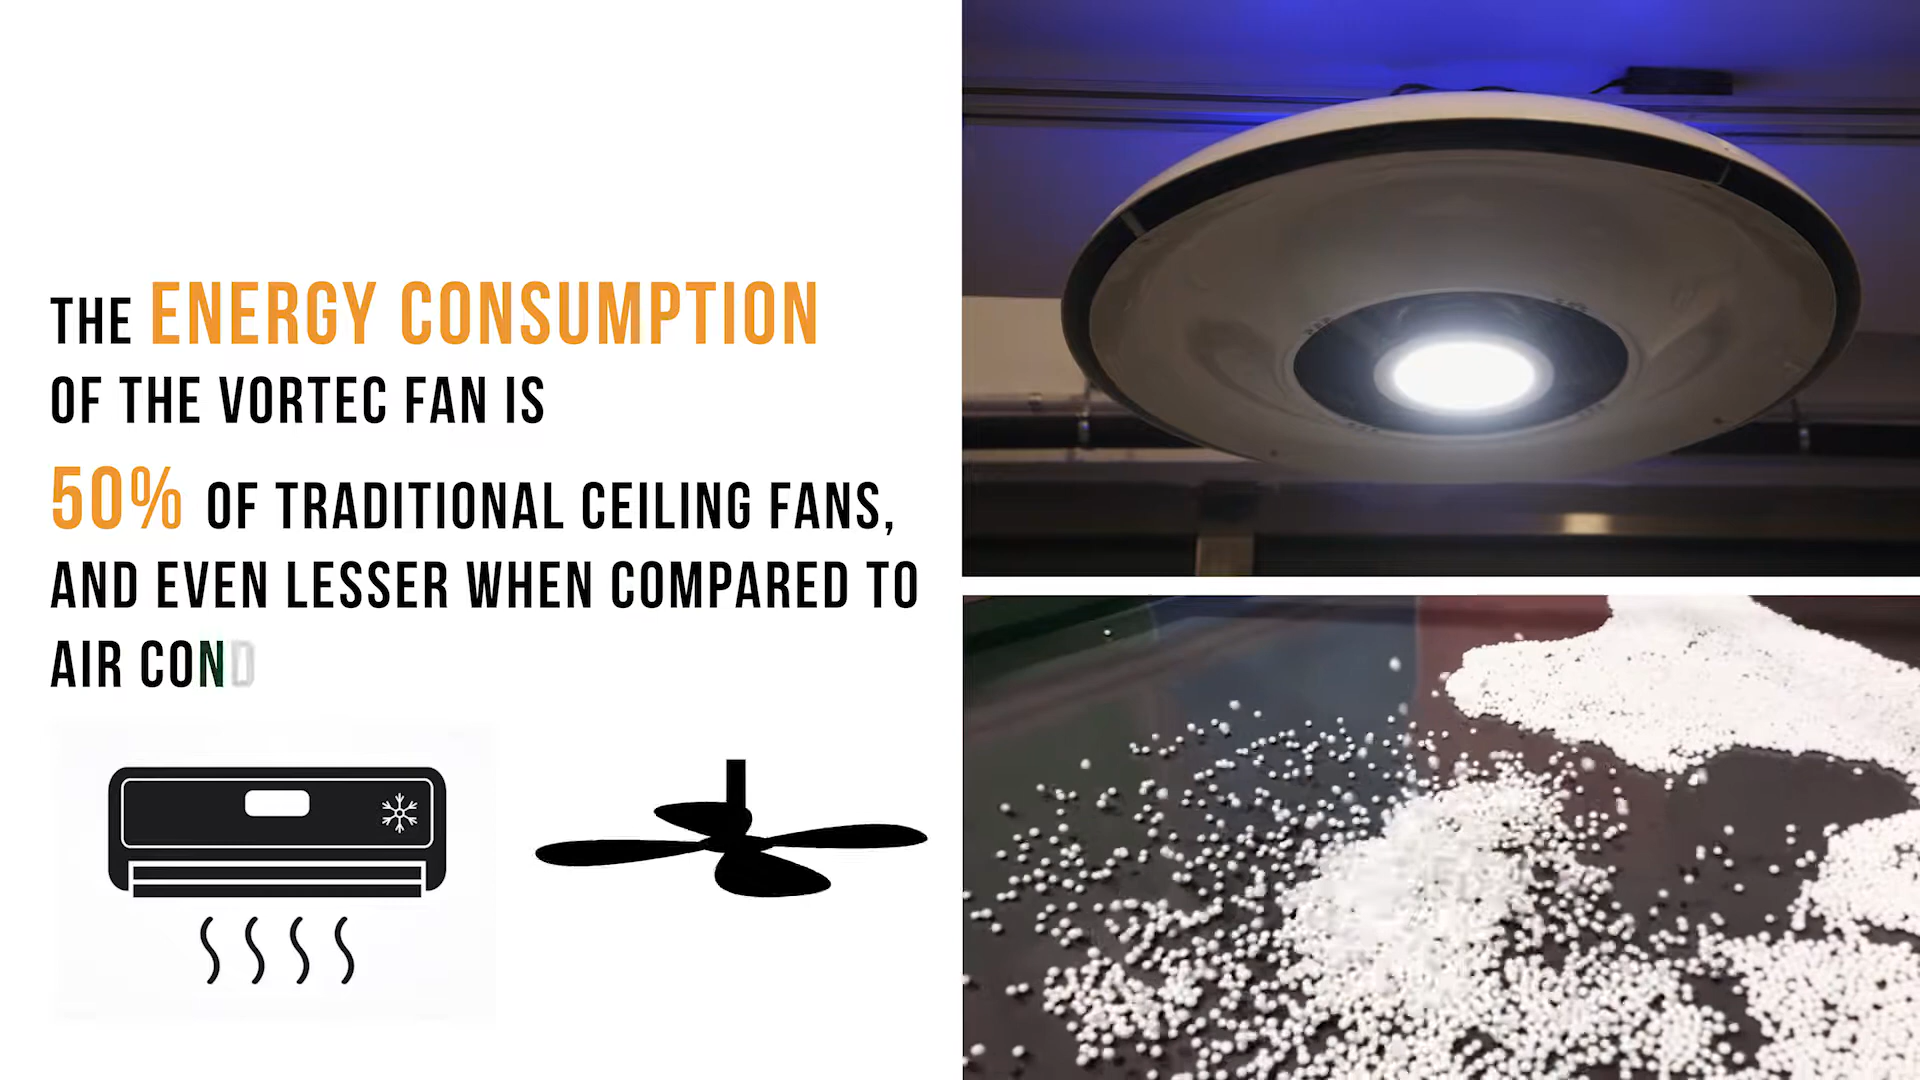 THE ENERGY CONSUMPTION
OF THE VORTEC FAN IS
50% OF TRADITIONAL CEILING FANS,
AND EVEN LESSER WHEN COMPARED TO
AIR COND